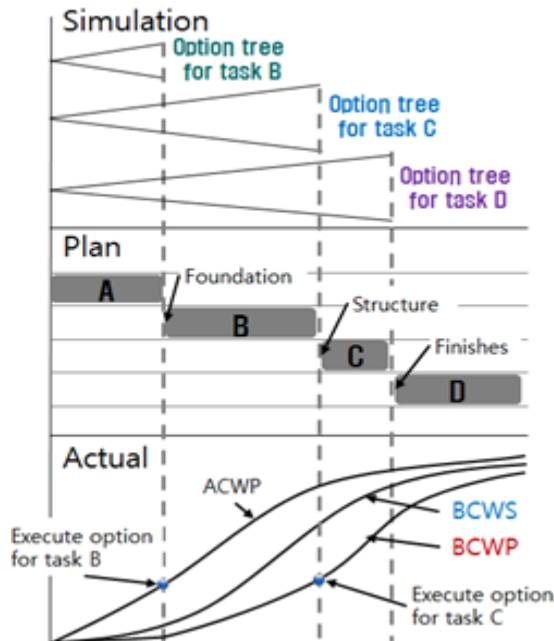 Simulation
Option tree
for task B
Option tree
for task C
Option tree
for task D
Plan
A
Foundation
B
Structure
C
Finishes
D
Actual
ACWP
BCWS
Execute option
for task B
BCWP
Execute option
for task C